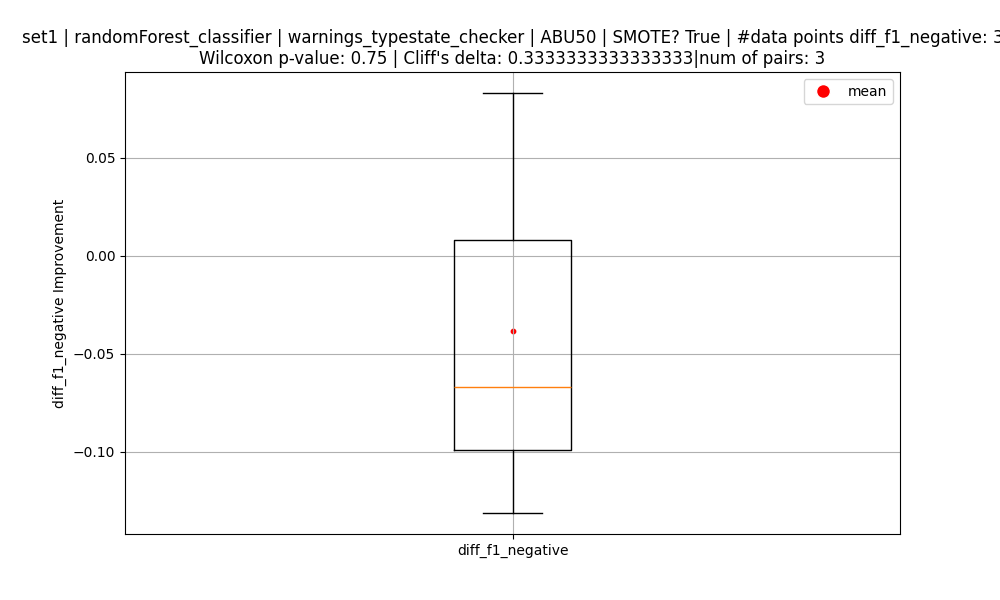 set1 | randomForest_classifier | warnings_typestate_checker | ABU50 | SMOTE? True | #data points diff_f1_negative: 3
Wilcoxon p-value: 0.75 | Cliff's delta: 0.3333333333333333|num of pairs: 3
mean
0.05
0.00
−0.05
−0.10
diff_f1_negative Improvement
diff_f1_negative